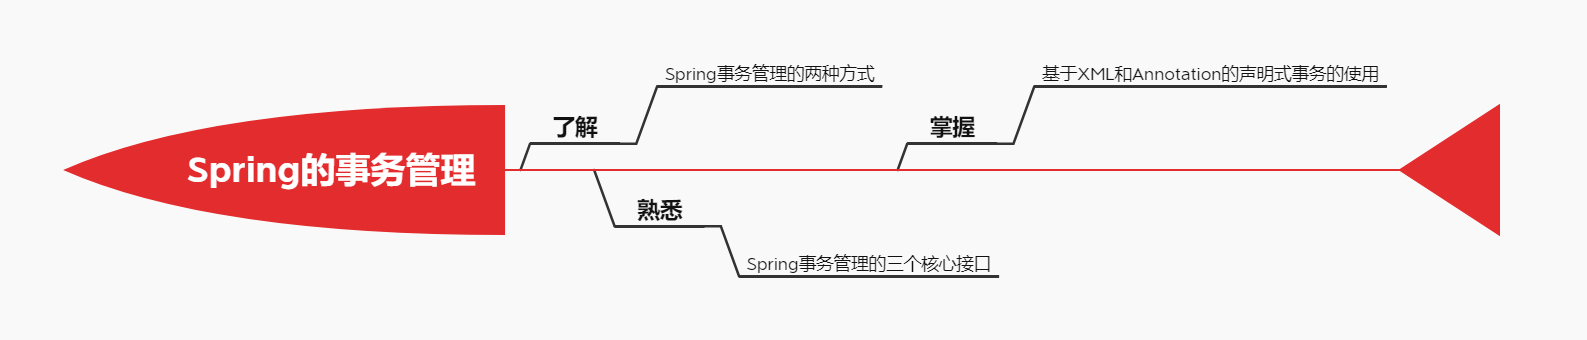 Spring的事务管理
了解
Spring事务管理的两种方式
熟悉
Spring事务管理的三个核心接口
掌握
基于XML和Annotation的声明式事务的使用